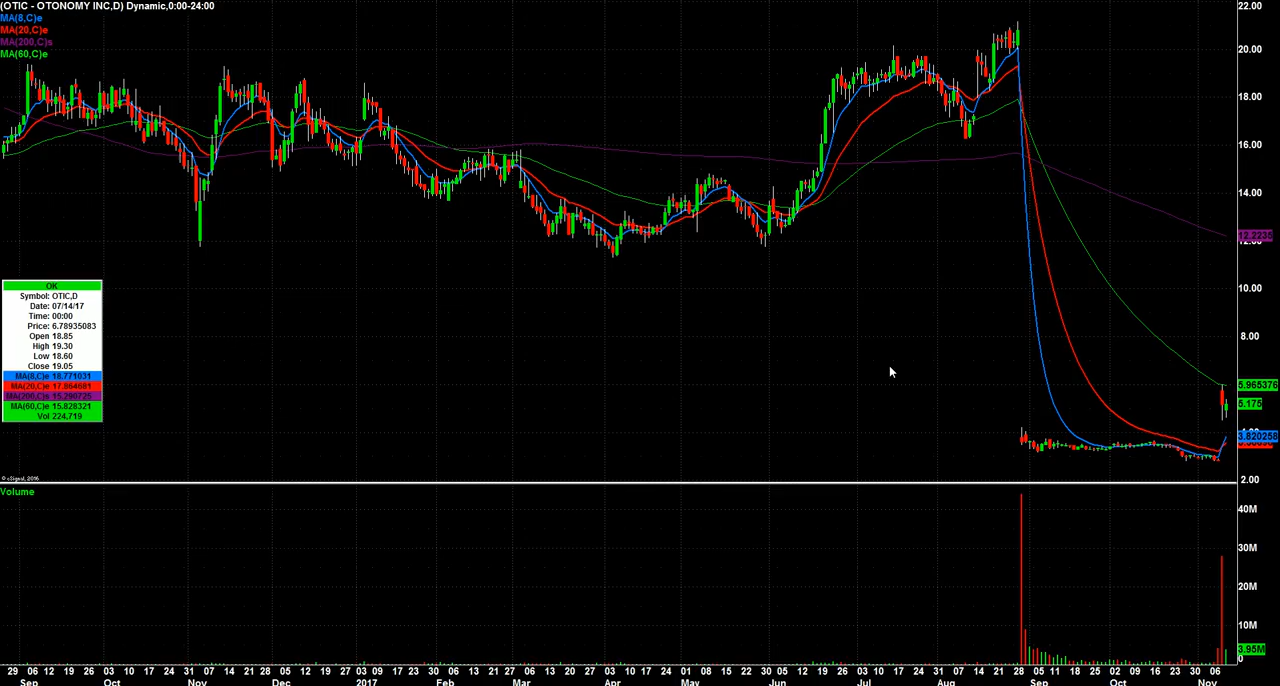 (OTIC - OTONOMY INC,D) Dynamic,0:00-24:00
MA(8,C)e
MA(20,C)e
MA(200,C)s
MA(60,C)e
22.00
20.00
18.00
16.00
14.00
12.2235
12.00
10.00
8.00
5.965376
5.175
4.00
3.820258
2.00
OK
Symbol: OTIC,D
Date: 07/14/17
Time: 00:00
Price: 6.78935083
Open 18.85
High 19.30
Low 18.60
Close 19.05
MA(8,C)e 18.771031
MA(20,C)e 17.864681
MA(200,C)s 15.290725
MA(60,C)e 15.828321
Vol 224,719
© eSignal, 2016
Volume
40M
30M
20M
10M
3.95M
0
29 06 12 19 26 03 10 17 24 31 07 14 21 28 05 12 19 27 03 09 17 23 30 06 13 21 27 06 13 20 27 03 10 17 24 01 08 15 22 30 05 12 19 26 03 10 17 24 31 07 14 21 28 05 11 18 25 02 09 16 23 30 06
Sep Oct Nov Dec 2017 Feb Mar Apr May Jun Jul Aug Sep Oct Nov